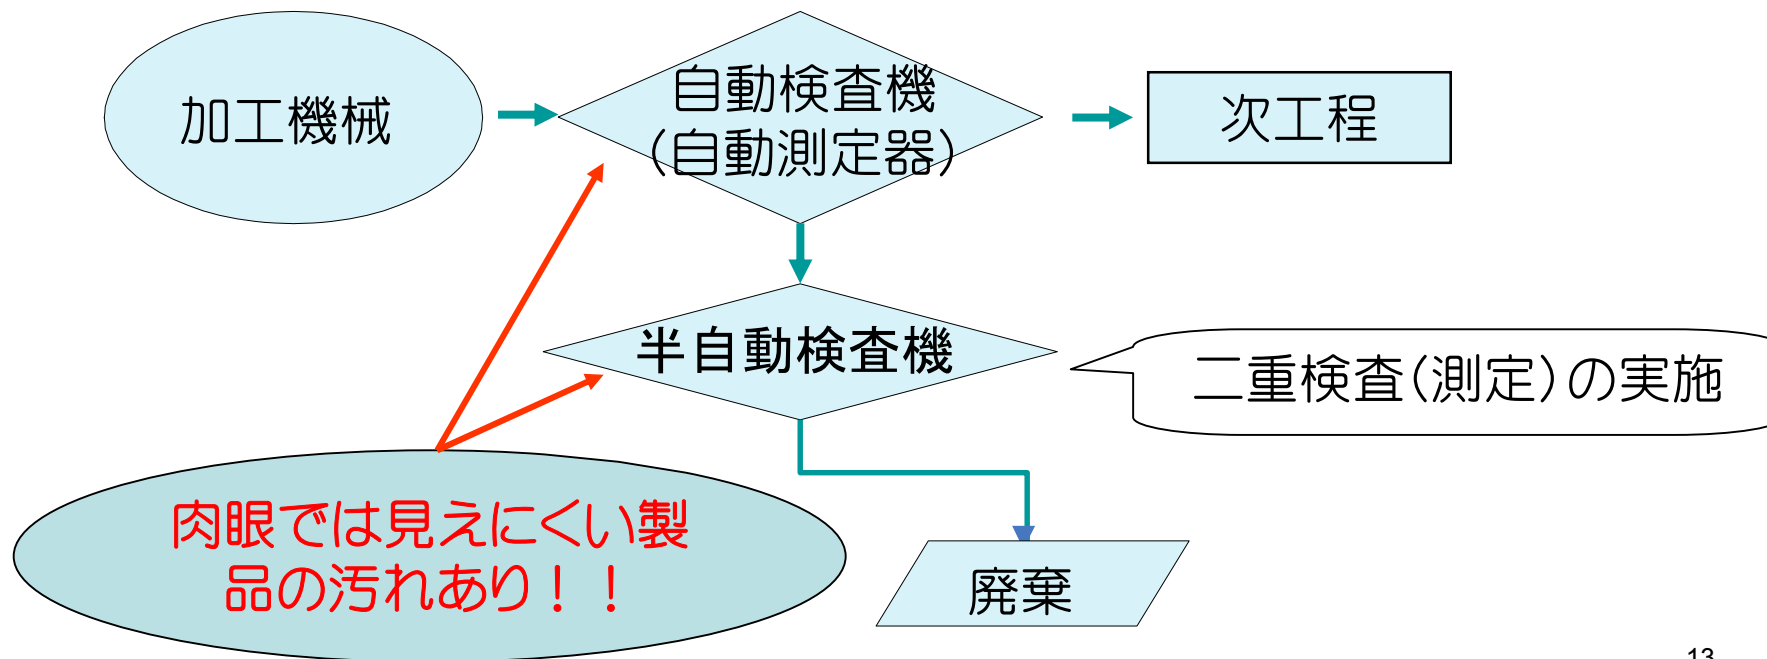 加工機械
自動検査機
(自動測定器)
次工程
半自動検査機
二重検査(測定)の実施
肉眼では見えにくい製
品の汚れあり！！
廃棄
13